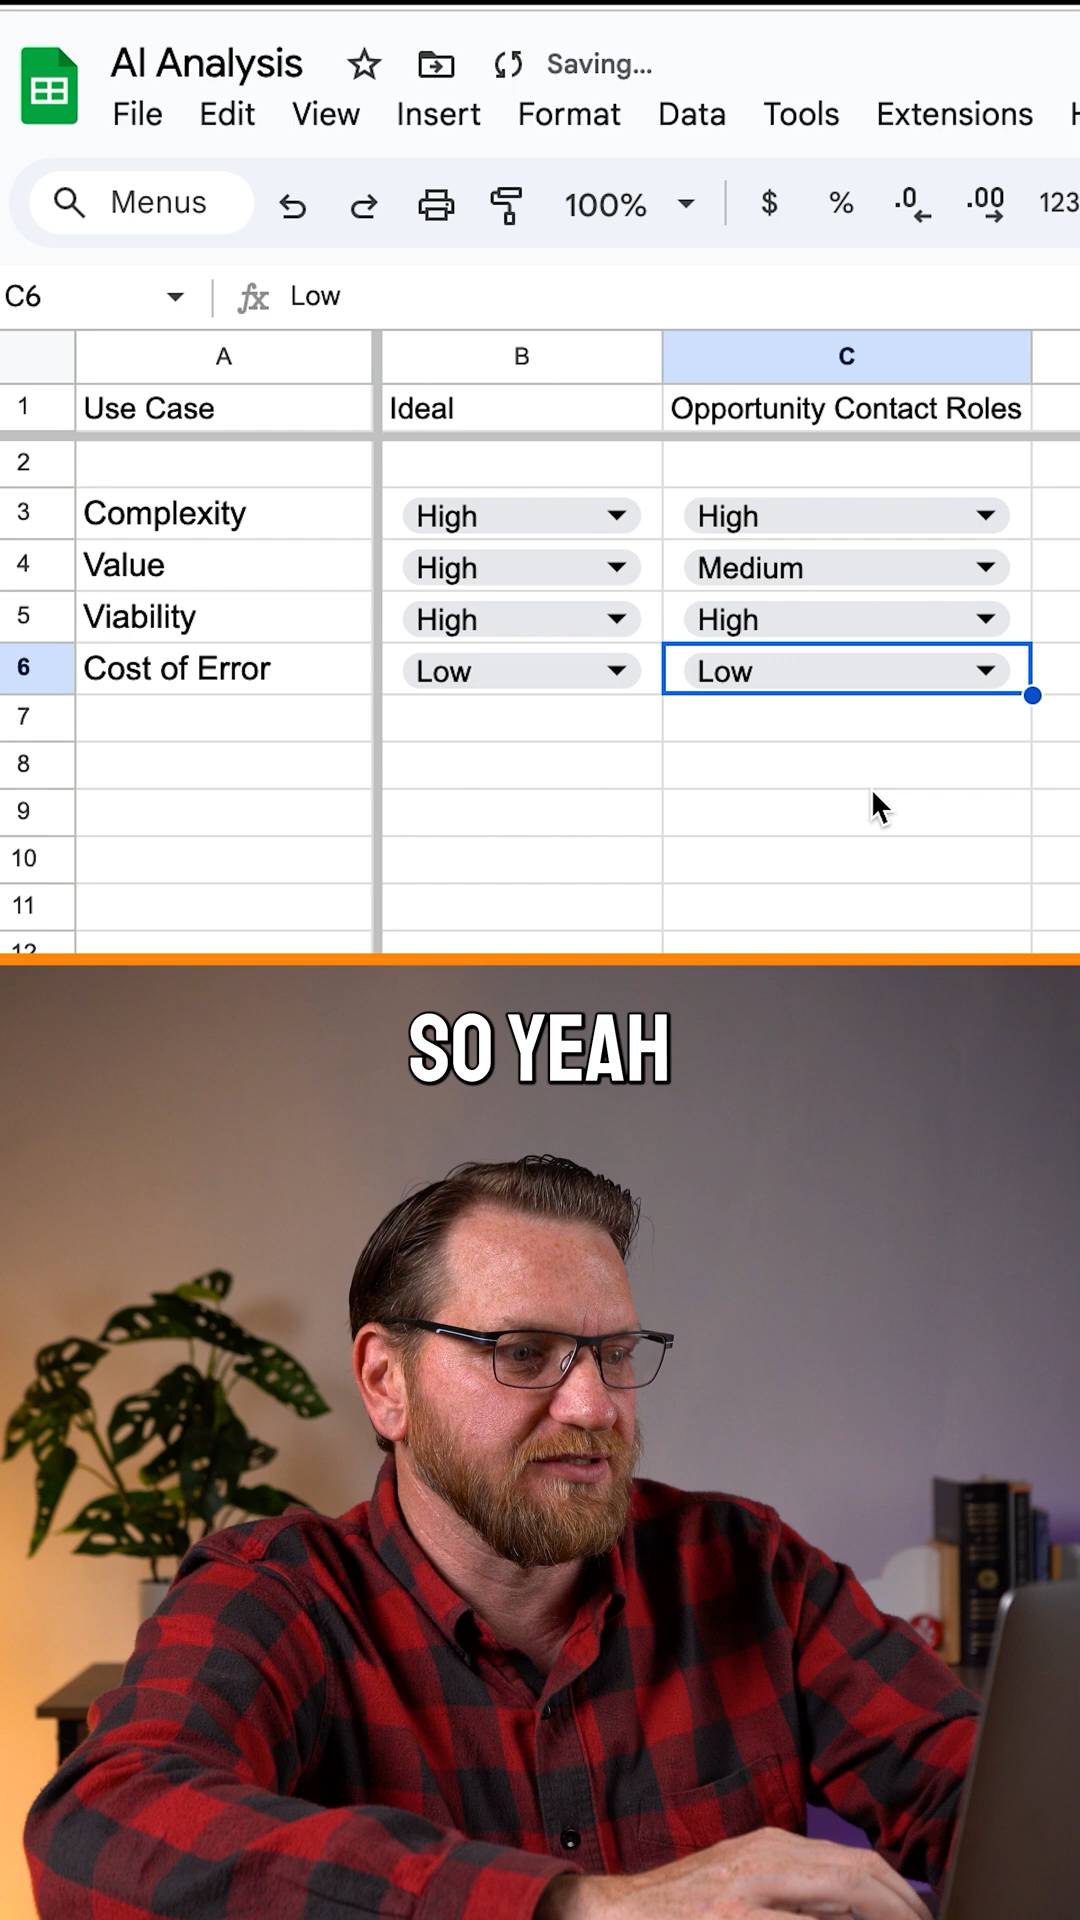 AI Analysis Saving...
File Edit View Insert Format Data Tools Extensions
Menus 100% $ % .0 .00 123
C6 fx Low
A B C
1 Use Case Ideal Opportunity Contact Roles
2
3 Complexity High High
4 Value High Medium
5 Viability High High
6 Cost of Error Low Low
7
8
9
10
11
12
SO YEAH